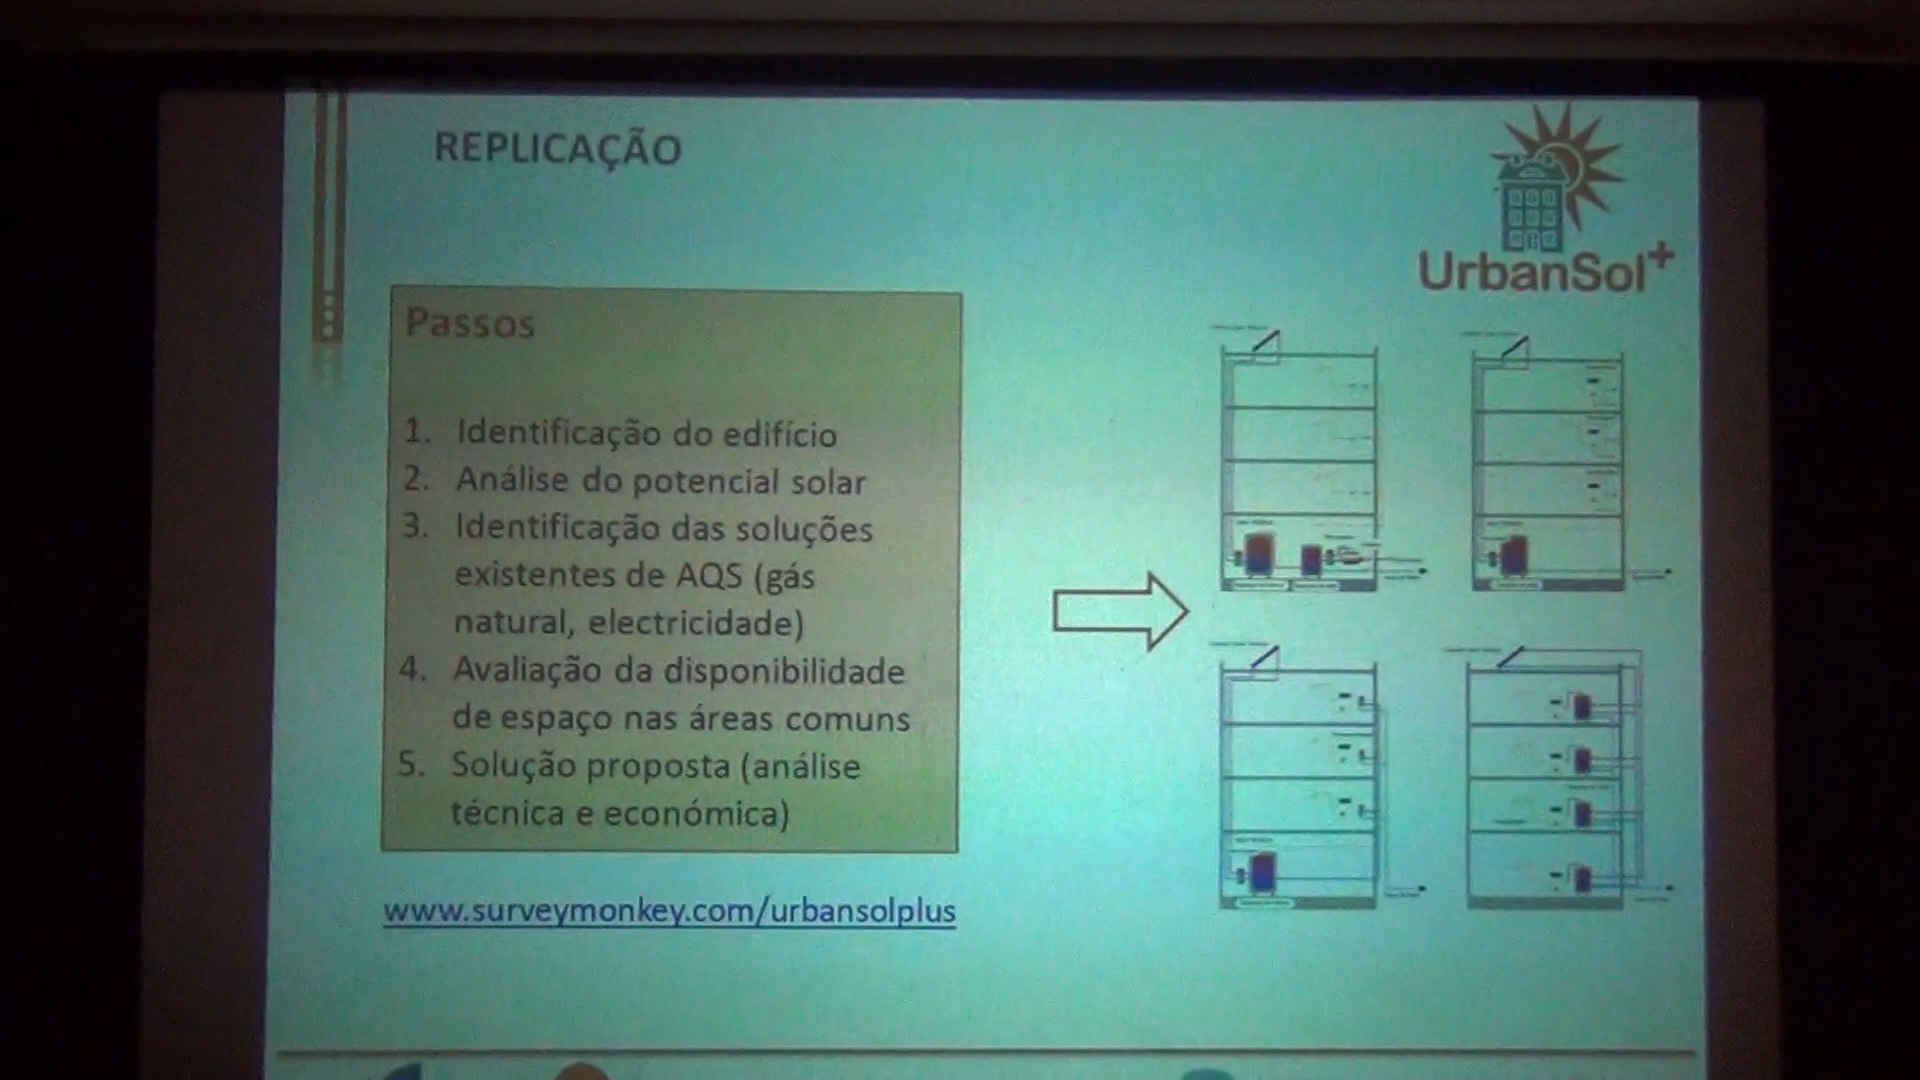 REPLICAÇÃO
UrbanSol+
Passos
1. Identificação do edifício
2. Análise do potencial solar
3. Identificação das soluções
existentes de AQS (gás
natural, electricidade)
4. Avaliação da disponibilidade
de espaço nas áreas comuns
5. Solução proposta (análise
técnica e económica)
www.surveymonkey.com/urbansolplus